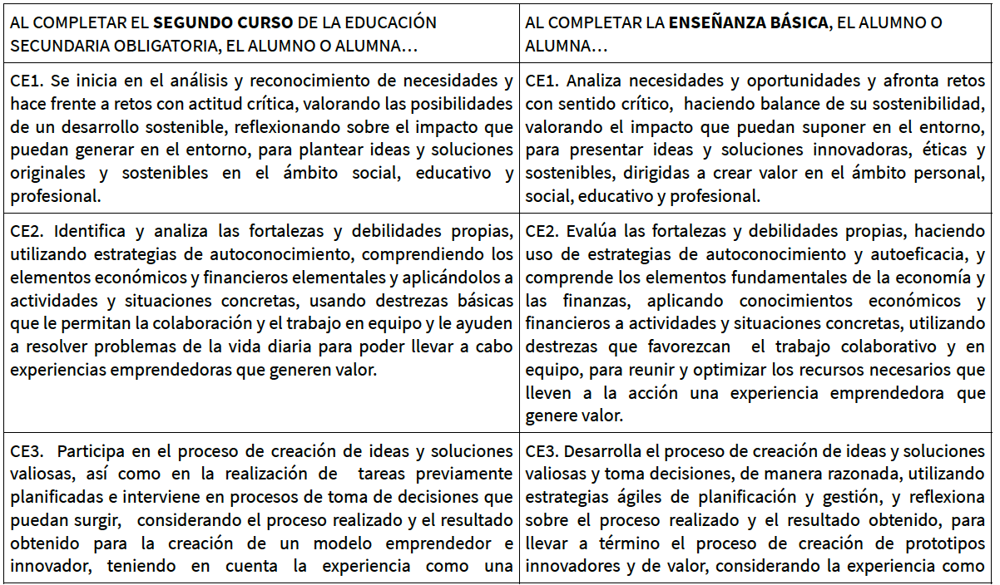 AL COMPLETAR EL SEGUNDO CURSO DE LA EDUCACIÓN
SECUNDARIA OBLIGATORIA, EL ALUMNO O ALUMNA…
AL COMPLETAR LA ENSEÑANZA BÁSICA, EL ALUMNO O
ALUMNA…
CE1. Se inicia en el análisis y reconocimiento de necesidades y
hace frente a retos con actitud crítica, valorando las posibilidades
de un desarrollo sostenible, reflexionando sobre el impacto que
puedan generar en el entorno, para plantear ideas y soluciones
originales y sostenibles en el ámbito social, educativo y
profesional.
CE1. Analiza necesidades y oportunidades y afronta retos
con sentido crítico, haciendo balance de su sostenibilidad,
valorando el impacto que puedan suponer en el entorno,
para presentar ideas y soluciones innovadoras, éticas y
sostenibles, dirigidas a crear valor en el ámbito personal,
social, educativo y profesional.
CE2. Identifica y analiza las fortalezas y debilidades propias,
utilizando estrategias de autoconocimiento, comprendiendo los
elementos económicos y financieros elementales y aplicándolos a
actividades y situaciones concretas, usando destrezas básicas
que le permitan la colaboración y el trabajo en equipo y le ayuden
a resolver problemas de la vida diaria para poder llevar a cabo
experiencias emprendedoras que generen valor.
CE2. Evalúa las fortalezas y debilidades propias, haciendo
uso de estrategias de autoconocimiento y autoeficacia, y
comprende los elementos fundamentales de la economía y
las finanzas, aplicando conocimientos económicos y
financieros a actividades y situaciones concretas, utilizando
destrezas que favorezcan el trabajo colaborativo y en
equipo, para reunir y optimizar los recursos necesarios que
lleven a la acción una experiencia emprendedora que
genere valor.
CE3. Participa en el proceso de creación de ideas y soluciones
valiosas, así como en la realización de tareas previamente
planificadas e interviene en procesos de toma de decisiones que
puedan surgir, considerando el proceso realizado y el resultado
obtenido para la creación de un modelo emprendedor e
innovador, teniendo en cuenta la experiencia como una
CE3. Desarrolla el proceso de creación de ideas y soluciones
valiosas y toma decisiones, de manera razonada, utilizando
estrategias ágiles de planificación y gestión, y reflexiona
sobre el proceso realizado y el resultado obtenido, para
llevar a término el proceso de creación de prototipos
innovadores y de valor, considerando la experiencia como